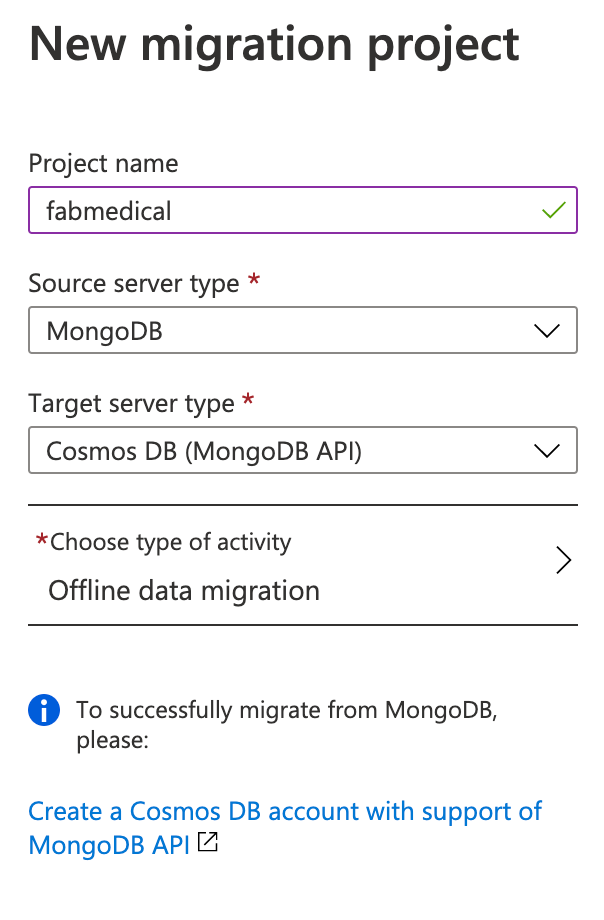 New migration project
Project name
fabmedical
Source server type *
MongoDB
Target server type *
Cosmos DB (MongoDB API)
*Choose type of activity
Offline data migration
To successfully migrate from MongoDB,
please:
Create a Cosmos DB account with support of
MongoDB API